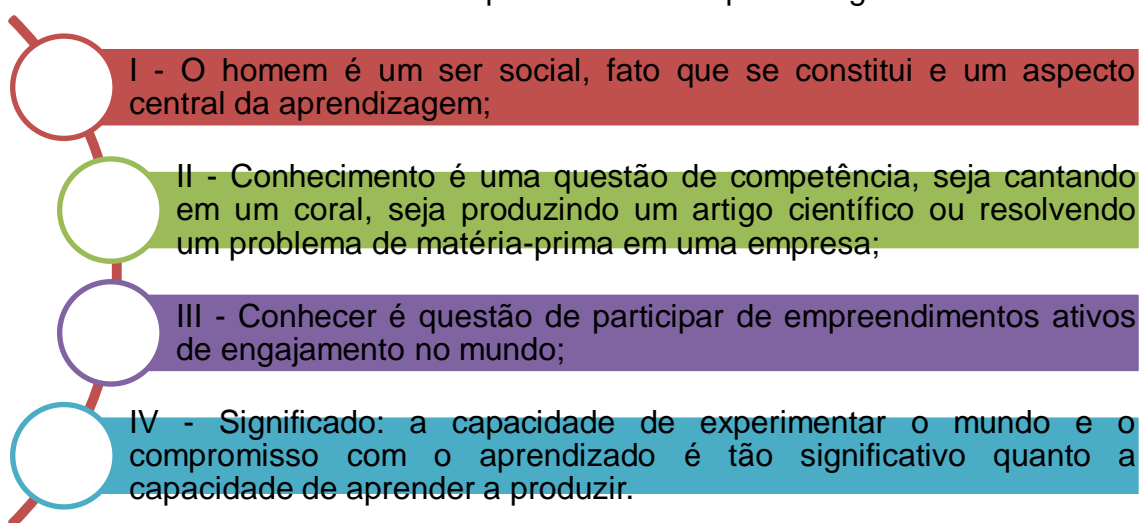 I - O homem é um ser social, fato que se constitui e um aspecto
central da aprendizagem;
II - Conhecimento é uma questão de competência, seja cantando
em um coral, seja produzindo um artigo científico ou resolvendo
um problema de matéria-prima em uma empresa;
III - Conhecer é questão de participar de empreendimentos ativos
de engajamento no mundo;
IV - Significado: a capacidade de experimentar o mundo e o
compromisso com o aprendizado é tão significativo quanto a
capacidade de aprender a produzir.